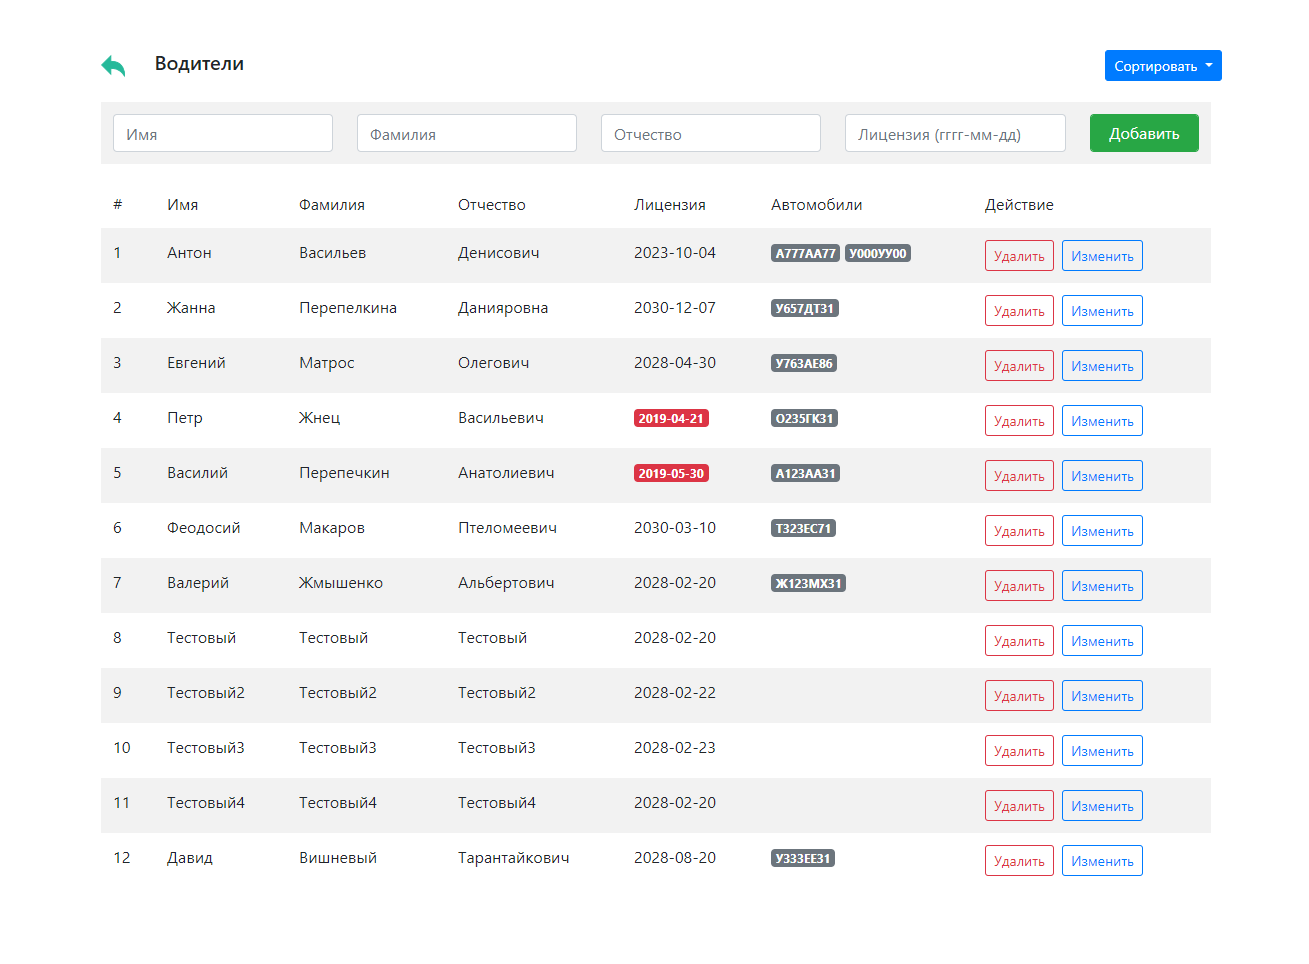 Водители
Сортировать
Имя Фамилия Отчество Лицензия (гггг-мм-дд) Добавить
# Имя Фамилия Отчество Лицензия Автомобили Действие
1 Антон Васильев Денисович 2023-10-04 А777АА77 У000УУ00 Удалить Изменить
2 Жанна Перепелкина Данияровна 2030-12-07 У657ДТ31 Удалить Изменить
3 Евгений Матрос Олегович 2028-04-30 У763АЕ86 Удалить Изменить
4 Петр Жнец Васильевич 2019-04-21 О235ГК31 Удалить Изменить
5 Василий Перепечкин Анатолиевич 2019-05-30 А123АА31 Удалить Изменить
6 Феодосий Макаров Птеломеевич 2030-03-10 Т323ЕС71 Удалить Изменить
7 Валерий Жмышенко Альбертович 2028-02-20 Ж123МХ31 Удалить Изменить
8 Тестовый Тестовый Тестовый 2028-02-20 Удалить Изменить
9 Тестовый2 Тестовый2 Тестовый2 2028-02-22 Удалить Изменить
10 Тестовый3 Тестовый3 Тестовый3 2028-02-23 Удалить Изменить
11 Тестовый4 Тестовый4 Тестовый4 2028-02-20 Удалить Изменить
12 Давид Вишневый Тарантайкович 2028-08-20 У333ЕЕ31 Удалить Изменить